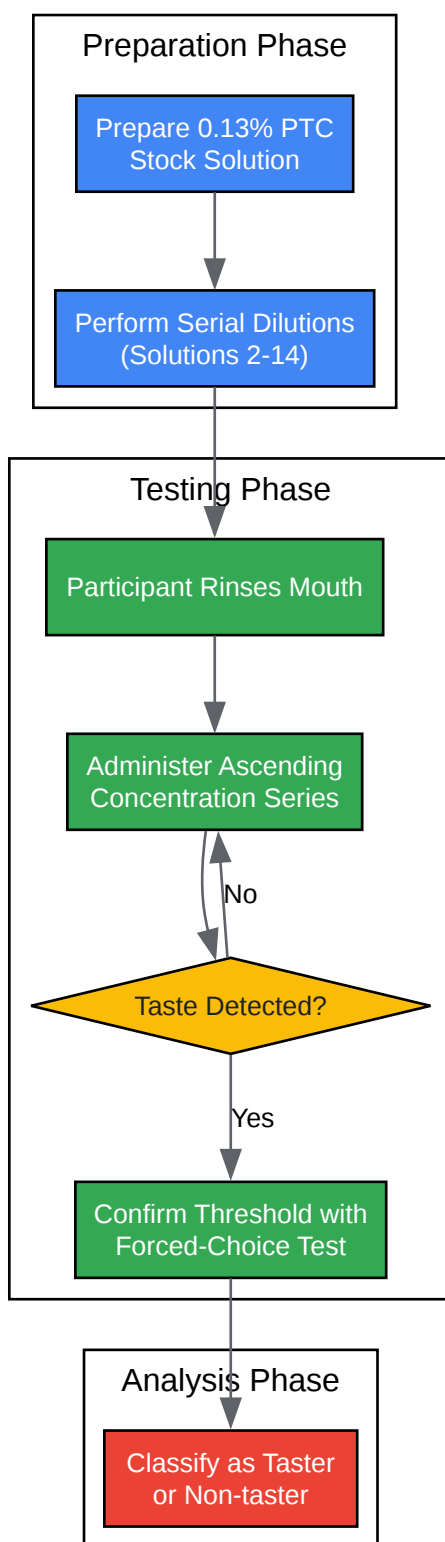 Preparation Phase
Prepare 0.13% PTC
Stock Solution
Perform Serial Dilutions
(Solutions 2-14)
Testing Phase
Participant Rinses Mouth
Administer Ascending
Concentration Series
No
Taste Detected?
Yes
Confirm Threshold with
Forced-Choice Test
Analysis Phase
Classify as Taster
or Non-taster